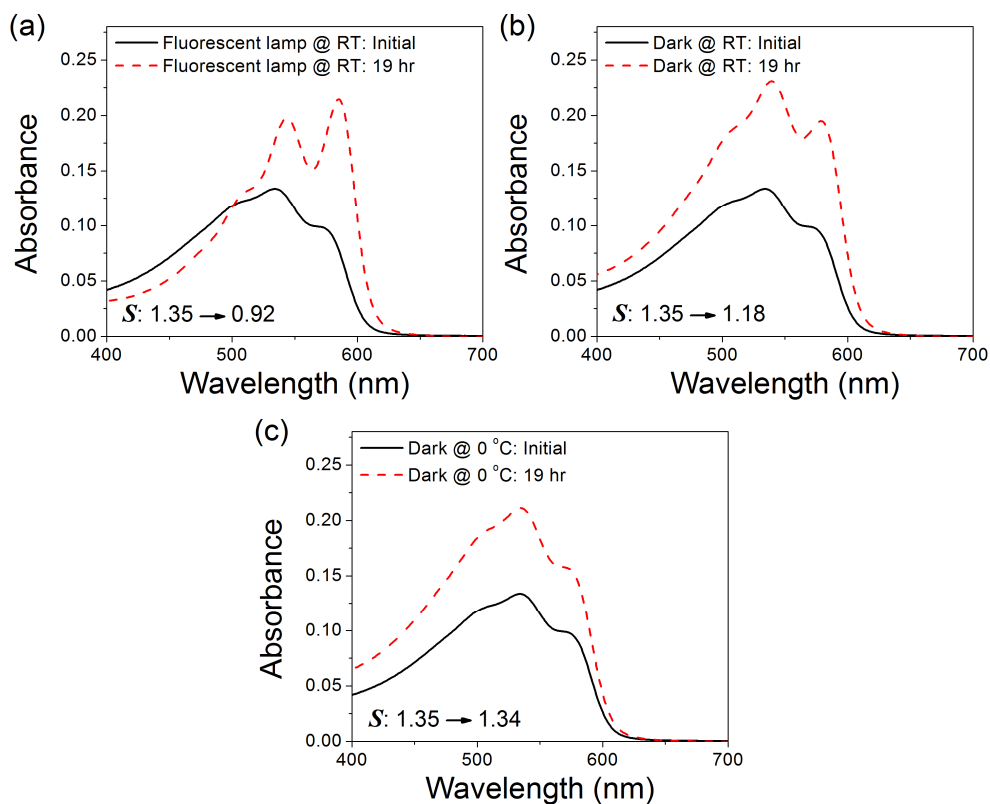 (a)
Fluorescent lamp @ RT: Initial
Fluorescent lamp @ RT: 19 hr
0.25
0.20
0.15
0.10
0.05
0.00
Absorbance
S: 1.35 → 0.92
400 500 600 700
Wavelength (nm)
(b)
Dark @ RT: Initial
Dark @ RT: 19 hr
0.25
0.20
0.15
0.10
0.05
0.00
Absorbance
S: 1.35 → 1.18
400 500 600 700
Wavelength (nm)
(c)
Dark @ 0 °C: Initial
Dark @ 0 °C: 19 hr
0.25
0.20
0.15
0.10
0.05
0.00
Absorbance
S: 1.35 → 1.34
400 500 600 700
Wavelength (nm)